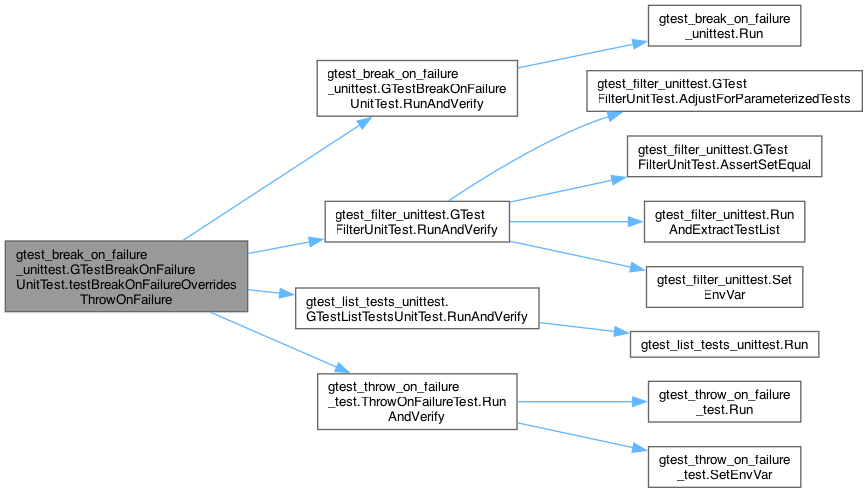 gtest_break_on_failure
_unittest.GTestBreakOnFailure
UnitTest.testBreakOnFailureOverrides
ThrowOnFailure
gtest_break_on_failure
_unittest.GTestBreakOnFailure
UnitTest.RunAndVerify
gtest_break_on_failure
_unittest.Run
gtest_filter_unittest.GTest
FilterUnitTest.RunAndVerify
gtest_filter_unittest.GTest
FilterUnitTest.AdjustForParameterizedTests
gtest_filter_unittest.GTest
FilterUnitTest.AssertSetEqual
gtest_filter_unittest.Run
AndExtractTestList
gtest_filter_unittest.Set
EnvVar
gtest_list_tests_unittest.
GTestListTestsUnitTest.RunAndVerify
gtest_list_tests_unittest.Run
gtest_throw_on_failure
_test.ThrowOnFailureTest.Run
AndVerify
gtest_throw_on_failure
_test.Run
gtest_throw_on_failure
_test.SetEnvVar